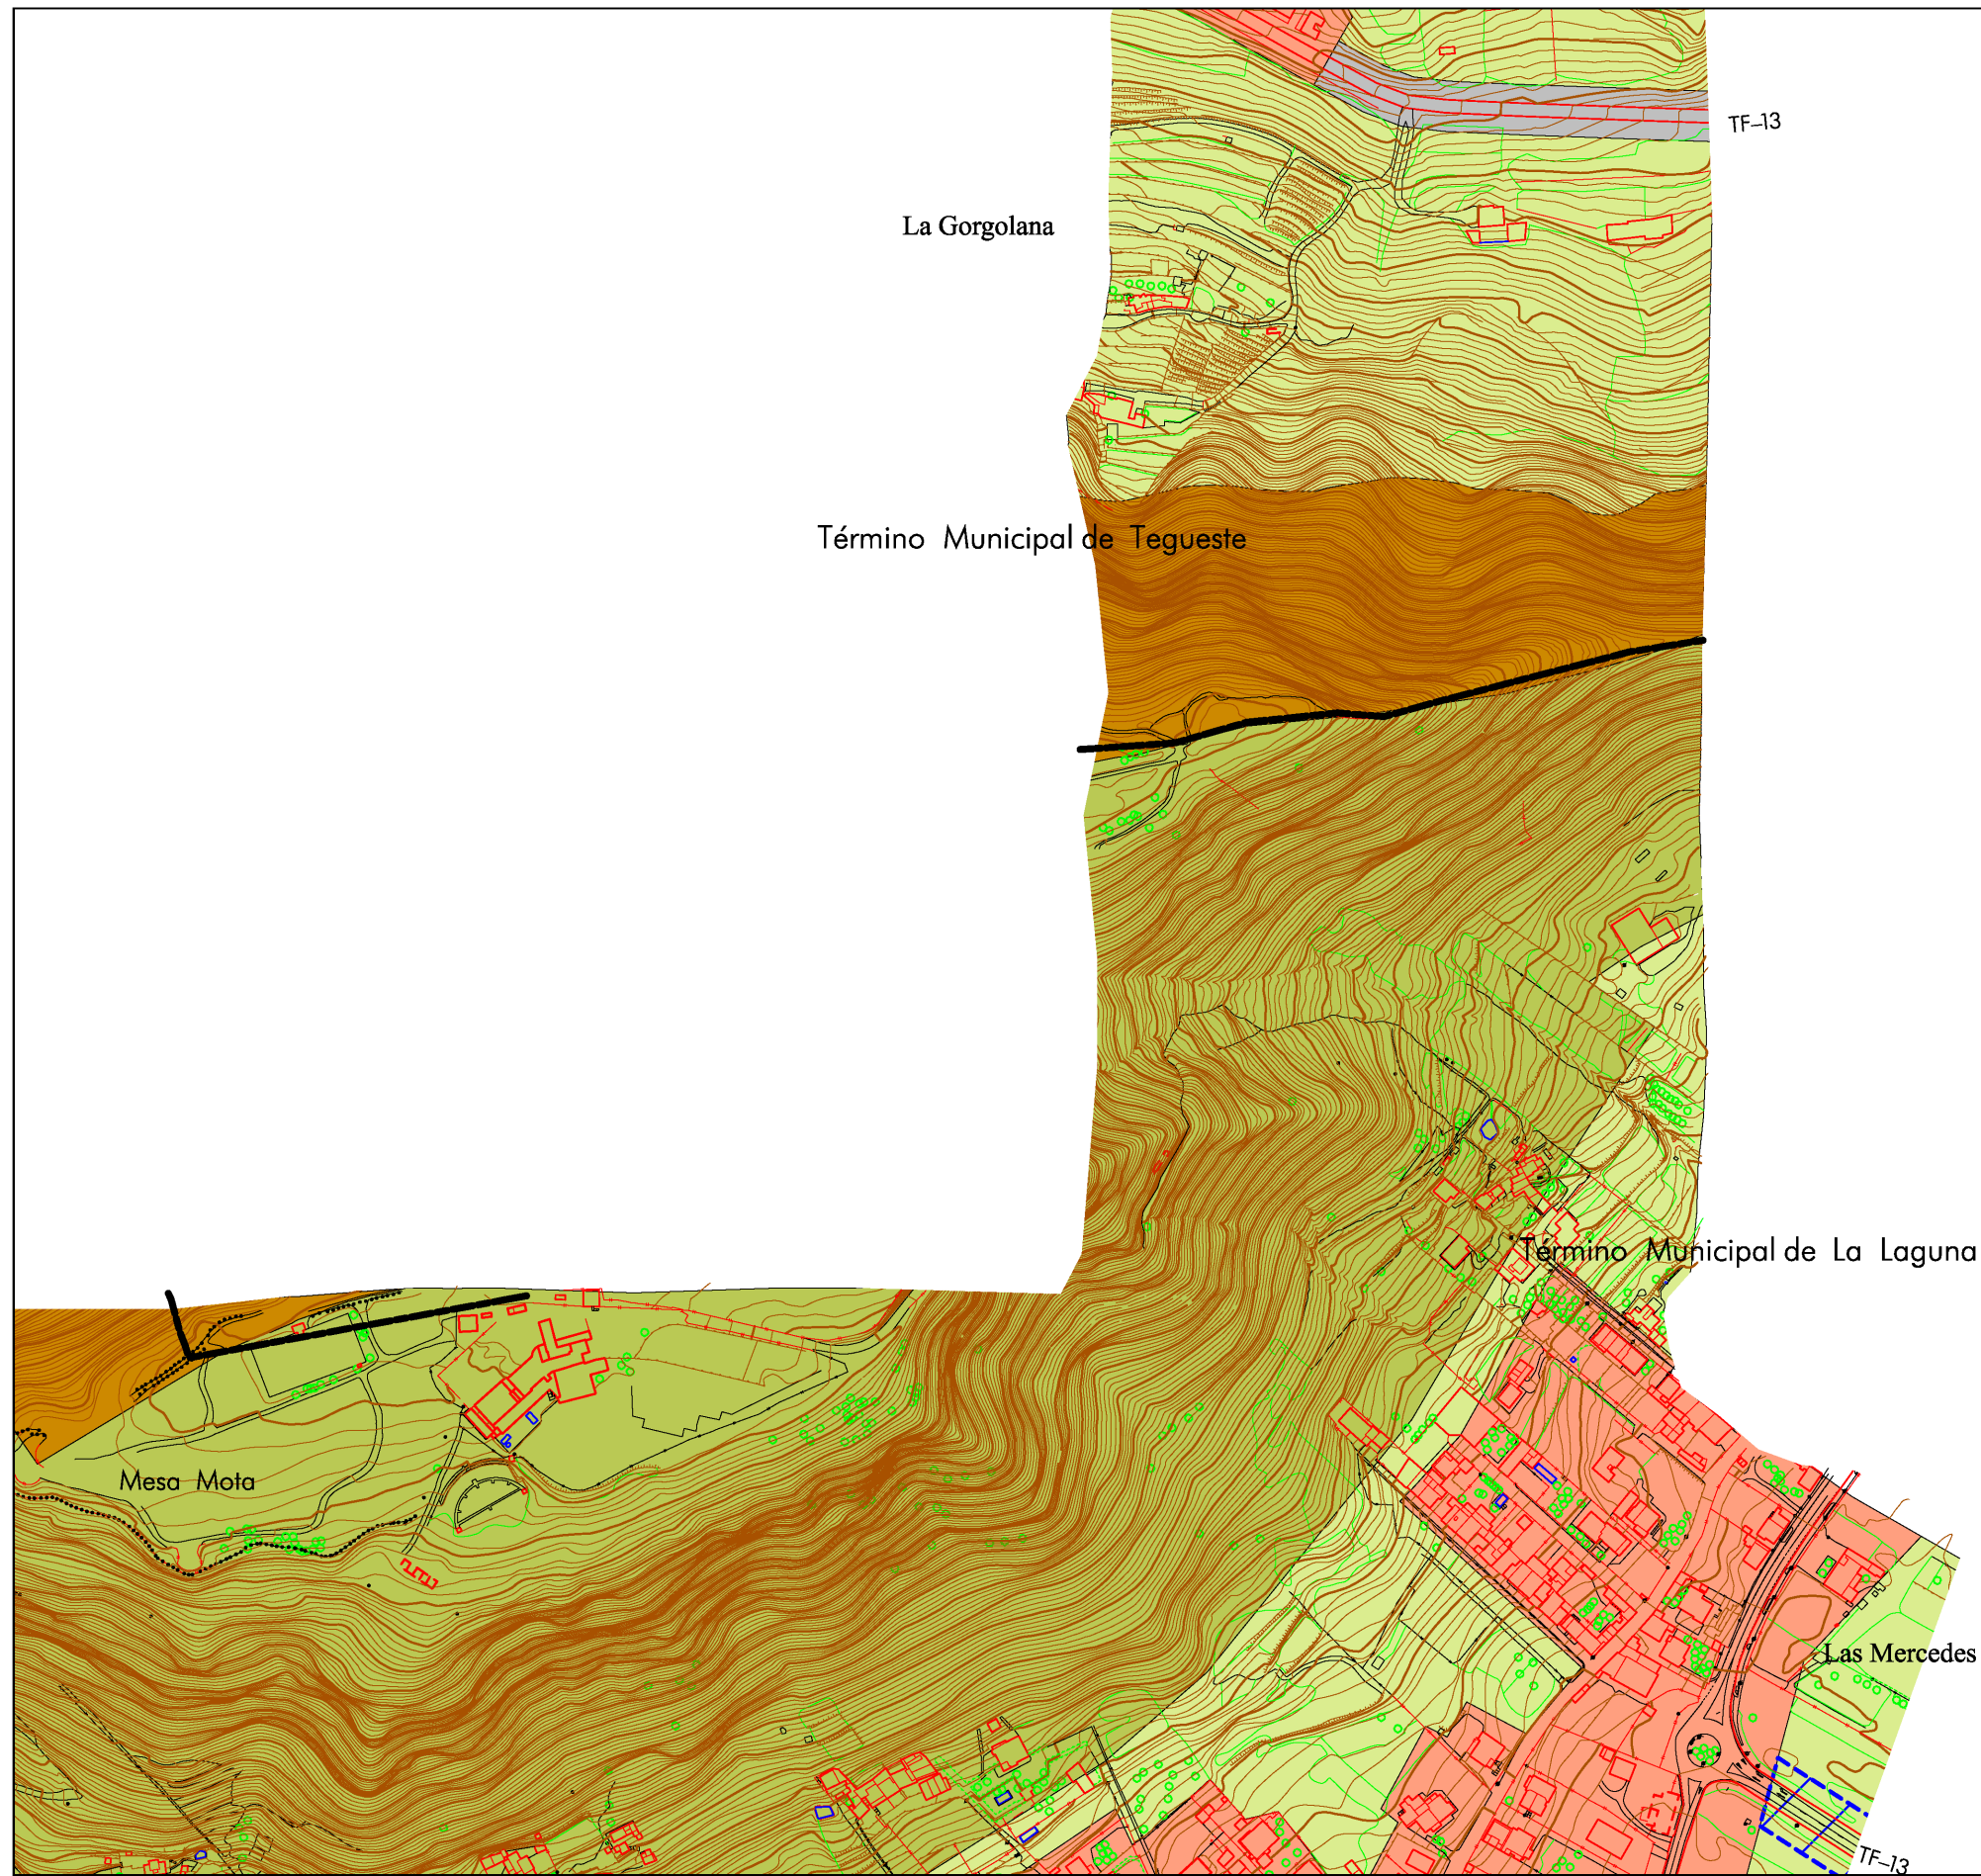 TF-13
La Gorgolana
Término Municipal de Tegueste
Término Municipal de La Laguna
Mesa Mota
Las Mercedes
TF-13